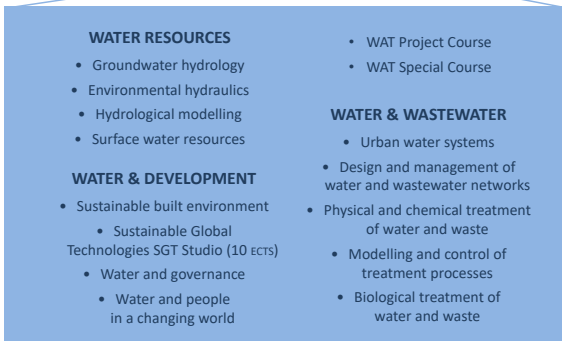 WATER RESOURCES
• Groundwater hydrology
• Environmental hydraulics
• Hydrological modelling
• Surface water resources
WATER & DEVELOPMENT
• Sustainable built environment
• Sustainable Global
Technologies SGT Studio (10 ECTS)
• Water and governance
• Water and people
in a changing world
• WAT Project Course
• WAT Special Course
WATER & WASTEWATER
• Urban water systems
• Design and management of
water and wastewater networks
• Physical and chemical treatment
of water and waste
• Modelling and control of
treatment processes
• Biological treatment of
water and waste